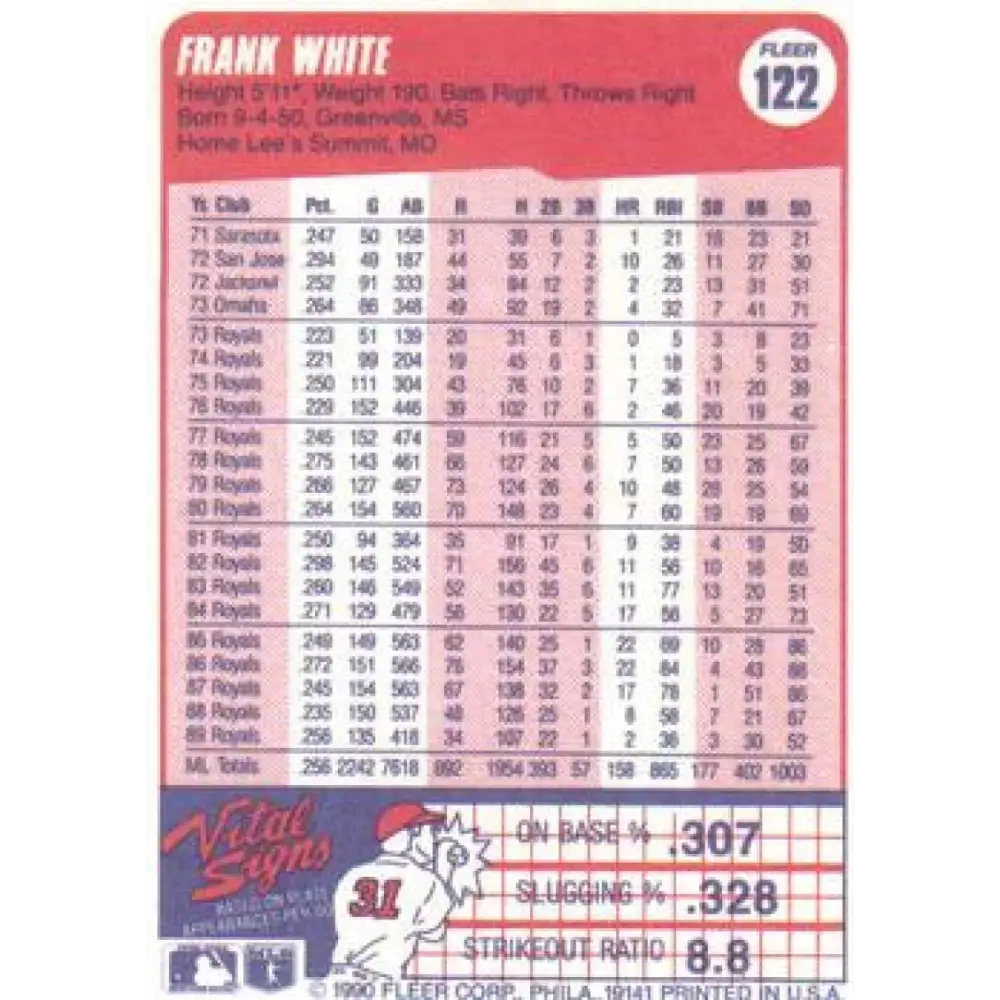 FRANK WHITE
FLEER
122
Height 5'11", Weight 190, Bats Right, Throws Right
Born 9-4-50, Greenville, MS
Home Lee's Summit, MO
Yr. Club Pct. G AB R H 2B 3B HR RBI SB BB SO
71 Sarasota .247 50 158 31 39 6 3 1 21 16 23 21
72 San Jose .294 49 187 44 55 7 2 10 26 11 27 30
72 Jacksnvl .252 91 333 34 84 12 2 2 23 13 31 51
73 Omaha .264 86 348 49 92 19 2 4 32 7 41 71
73 Royals .223 51 139 20 31 6 1 0 5 3 8 23
74 Royals .221 99 204 19 45 6 3 1 18 3 5 33
75 Royals .250 111 304 43 76 10 2 7 36 11 20 39
76 Royals .229 152 446 39 102 17 6 2 46 20 19 42
77 Royals .245 152 474 59 116 21 5 5 50 23 25 67
78 Royals .275 143 461 66 127 24 6 7 50 13 26 59
79 Royals .266 127 467 73 124 26 4 10 48 28 25 54
80 Royals .264 154 560 70 148 23 4 7 60 19 19 69
81 Royals .250 94 364 35 91 17 1 9 38 4 19 50
82 Royals .298 145 524 71 156 45 6 11 56 10 16 65
83 Royals .260 146 549 52 143 35 6 11 77 13 20 51
84 Royals .271 129 479 58 130 22 5 17 56 5 27 73
85 Royals .249 149 563 62 140 25 1 22 69 10 28 86
86 Royals .272 151 566 76 154 37 3 22 84 4 43 88
87 Royals .245 154 563 67 138 32 2 17 78 1 51 86
88 Royals .235 150 537 48 126 25 1 8 58 7 21 67
89 Royals .256 135 418 34 107 22 1 2 36 3 30 52
ML Totals .256 2242 7618 892 1954 393 57 158 865 177 402 1003
Vital
Signs
BASED ON PLATE
APPEARANCES PER SO
31
ON BASE % .307
SLUGGING % .328
STRIKEOUT RATIO 8.8
© 1990 FLEER CORP., PHILA., 19141 PRINTED IN U.S.A.